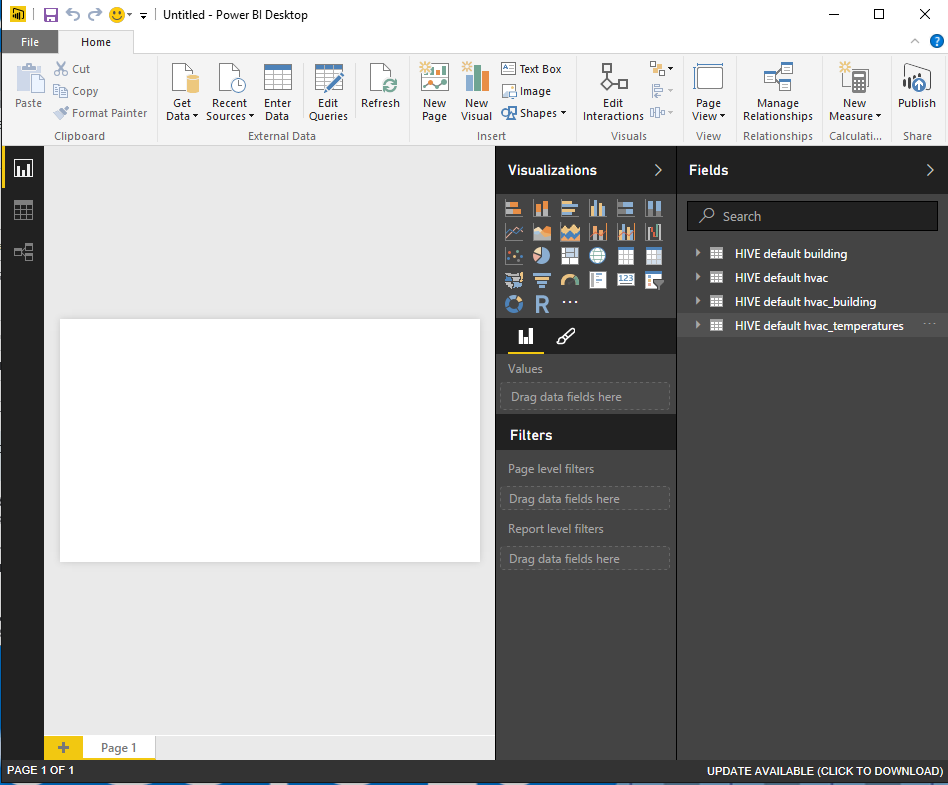 Untitled - Power BI Desktop
File
Home
Paste
Cut
Copy
Format Painter
Clipboard
Get Data
Recent Sources
Enter Data
Edit Queries
Refresh
External Data
New Page
New Visual
Text Box
Image
Shapes
Insert
Edit Interactions
Visuals
Page View
View
Manage Relationships
Relationships
New Measure
Calculati...
Publish
Share
Visualizations
123
R
Values
Drag data fields here
Filters
Page level filters
Drag data fields here
Report level filters
Drag data fields here
Fields
Search
HIVE default building
HIVE default hvac
HIVE default hvac_building
HIVE default hvac_temperatures
Page 1
PAGE 1 OF 1
UPDATE AVAILABLE (CLICK TO DOWNLOAD)